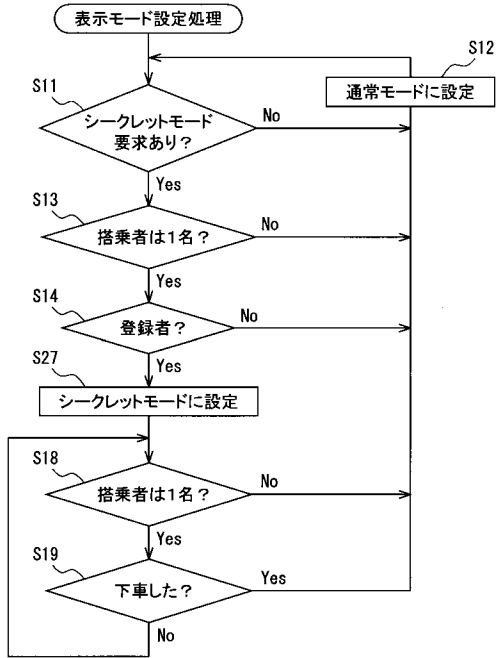 表示モード設定処理
S12
通常モードに設定
S11
シークレットモード
要求あり？
No
Yes
S13
搭乗者は1名？
No
Yes
S14
登録者？
No
Yes
S27
シークレットモードに設定
S18
搭乗者は1名？
No
Yes
S19
下車した？
Yes
No